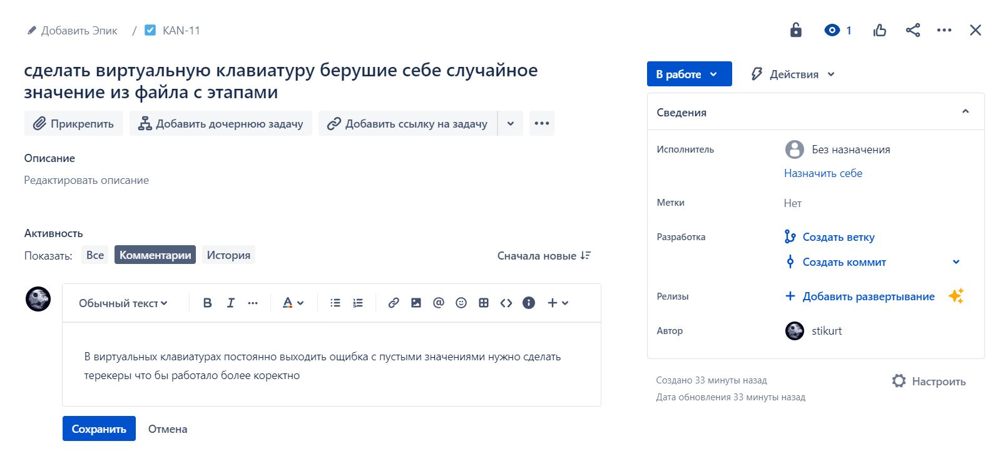 Добавить Эпик / KAN-11
1
сделать виртуальную клавиатуру берушие себе случайное
значение из файла с этапами
Прикрепить Добавить дочернюю задачу Добавить ссылку на задачу
Описание
Редактировать описание
Активность
Показать: Все Комментарии История Сначала новые
Обычный текст B I A @
В виртуальных клавиатурах постоянно выходить ощибка с пустыми значениями нужно сделать
терекеры что бы работало более коректно
Сохранить Отмена
В работе Действия
Сведения
Исполнитель Без назначения
Назначить себе
Метки Нет
Разработка Создать ветку
Создать коммит
Релизы Добавить развертывание
Автор stikurt
Создано 33 минуты назад
Настроить
Дата обновления 33 минуты назад